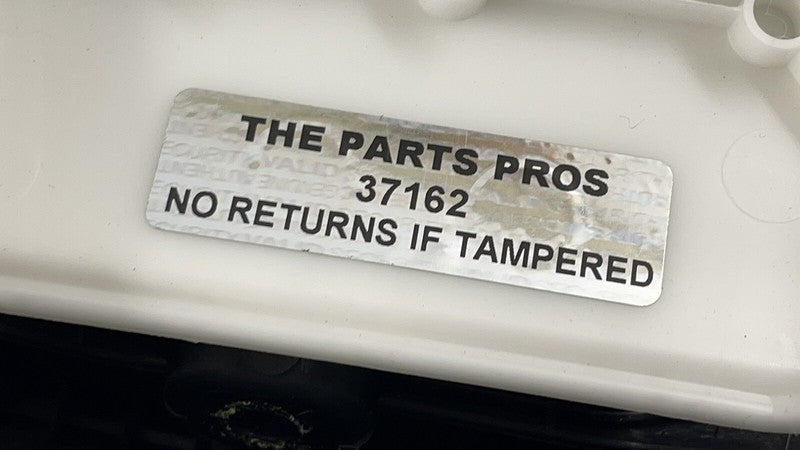 THE PARTS PROS
37162
NO RETURNS IF TAMPERED